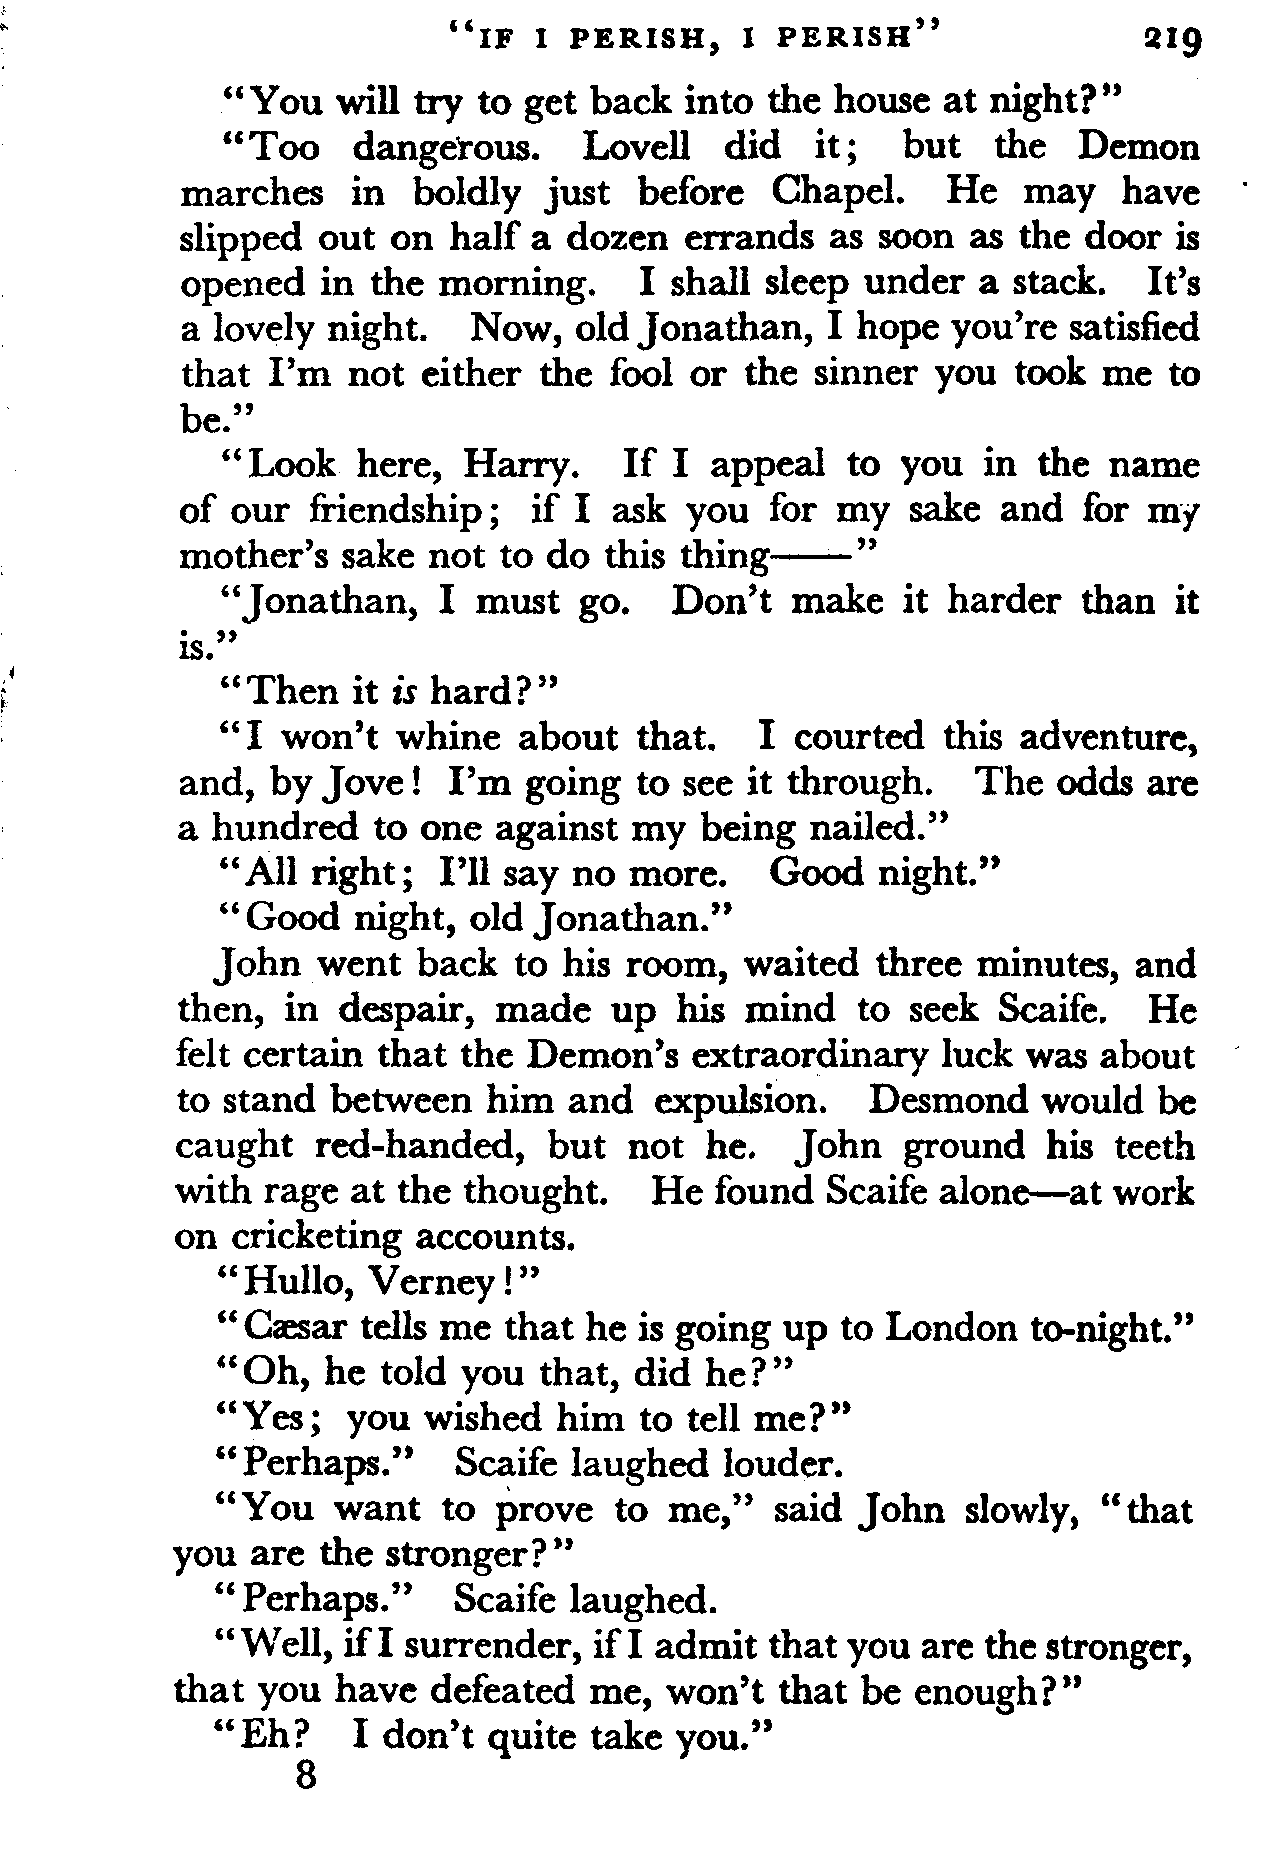 "IF I PERISH, I PERISH" 219
"You will try to get back into the house at night?"
"Too dangerous. Lovell did it; but the Demon
marches in boldly just before Chapel. He may have
slipped out on half a dozen errands as soon as the door is
opened in the morning. I shall sleep under a stack. It's
a lovely night. Now, old Jonathan, I hope you're satisfied
that I'm not either the fool or the sinner you took me to
be."
"Look here, Harry. If I appeal to you in the name
of our friendship; if I ask you for my sake and for my
mother's sake not to do this thing——"
"Jonathan, I must go. Don't make it harder than it
is."
"Then it is hard?"
"I won't whine about that. I courted this adventure,
and, by Jove! I'm going to see it through. The odds are
a hundred to one against my being nailed."
"All right; I'll say no more. Good night."
"Good night, old Jonathan."
John went back to his room, waited three minutes, and
then, in despair, made up his mind to seek Scaife. He
felt certain that the Demon's extraordinary luck was about
to stand between him and expulsion. Desmond would be
caught red-handed, but not he. John ground his teeth
with rage at the thought. He found Scaife alone—at work
on cricketing accounts.
"Hullo, Verney!"
"Cæsar tells me that he is going up to London to-night."
"Oh, he told you that, did he?"
"Yes; you wished him to tell me?"
"Perhaps." Scaife laughed louder.
"You want to prove to me," said John slowly, "that
you are the stronger?"
"Perhaps." Scaife laughed.
"Well, if I surrender, if I admit that you are the stronger,
that you have defeated me, won't that be enough?"
"Eh? I don't quite take you."
8